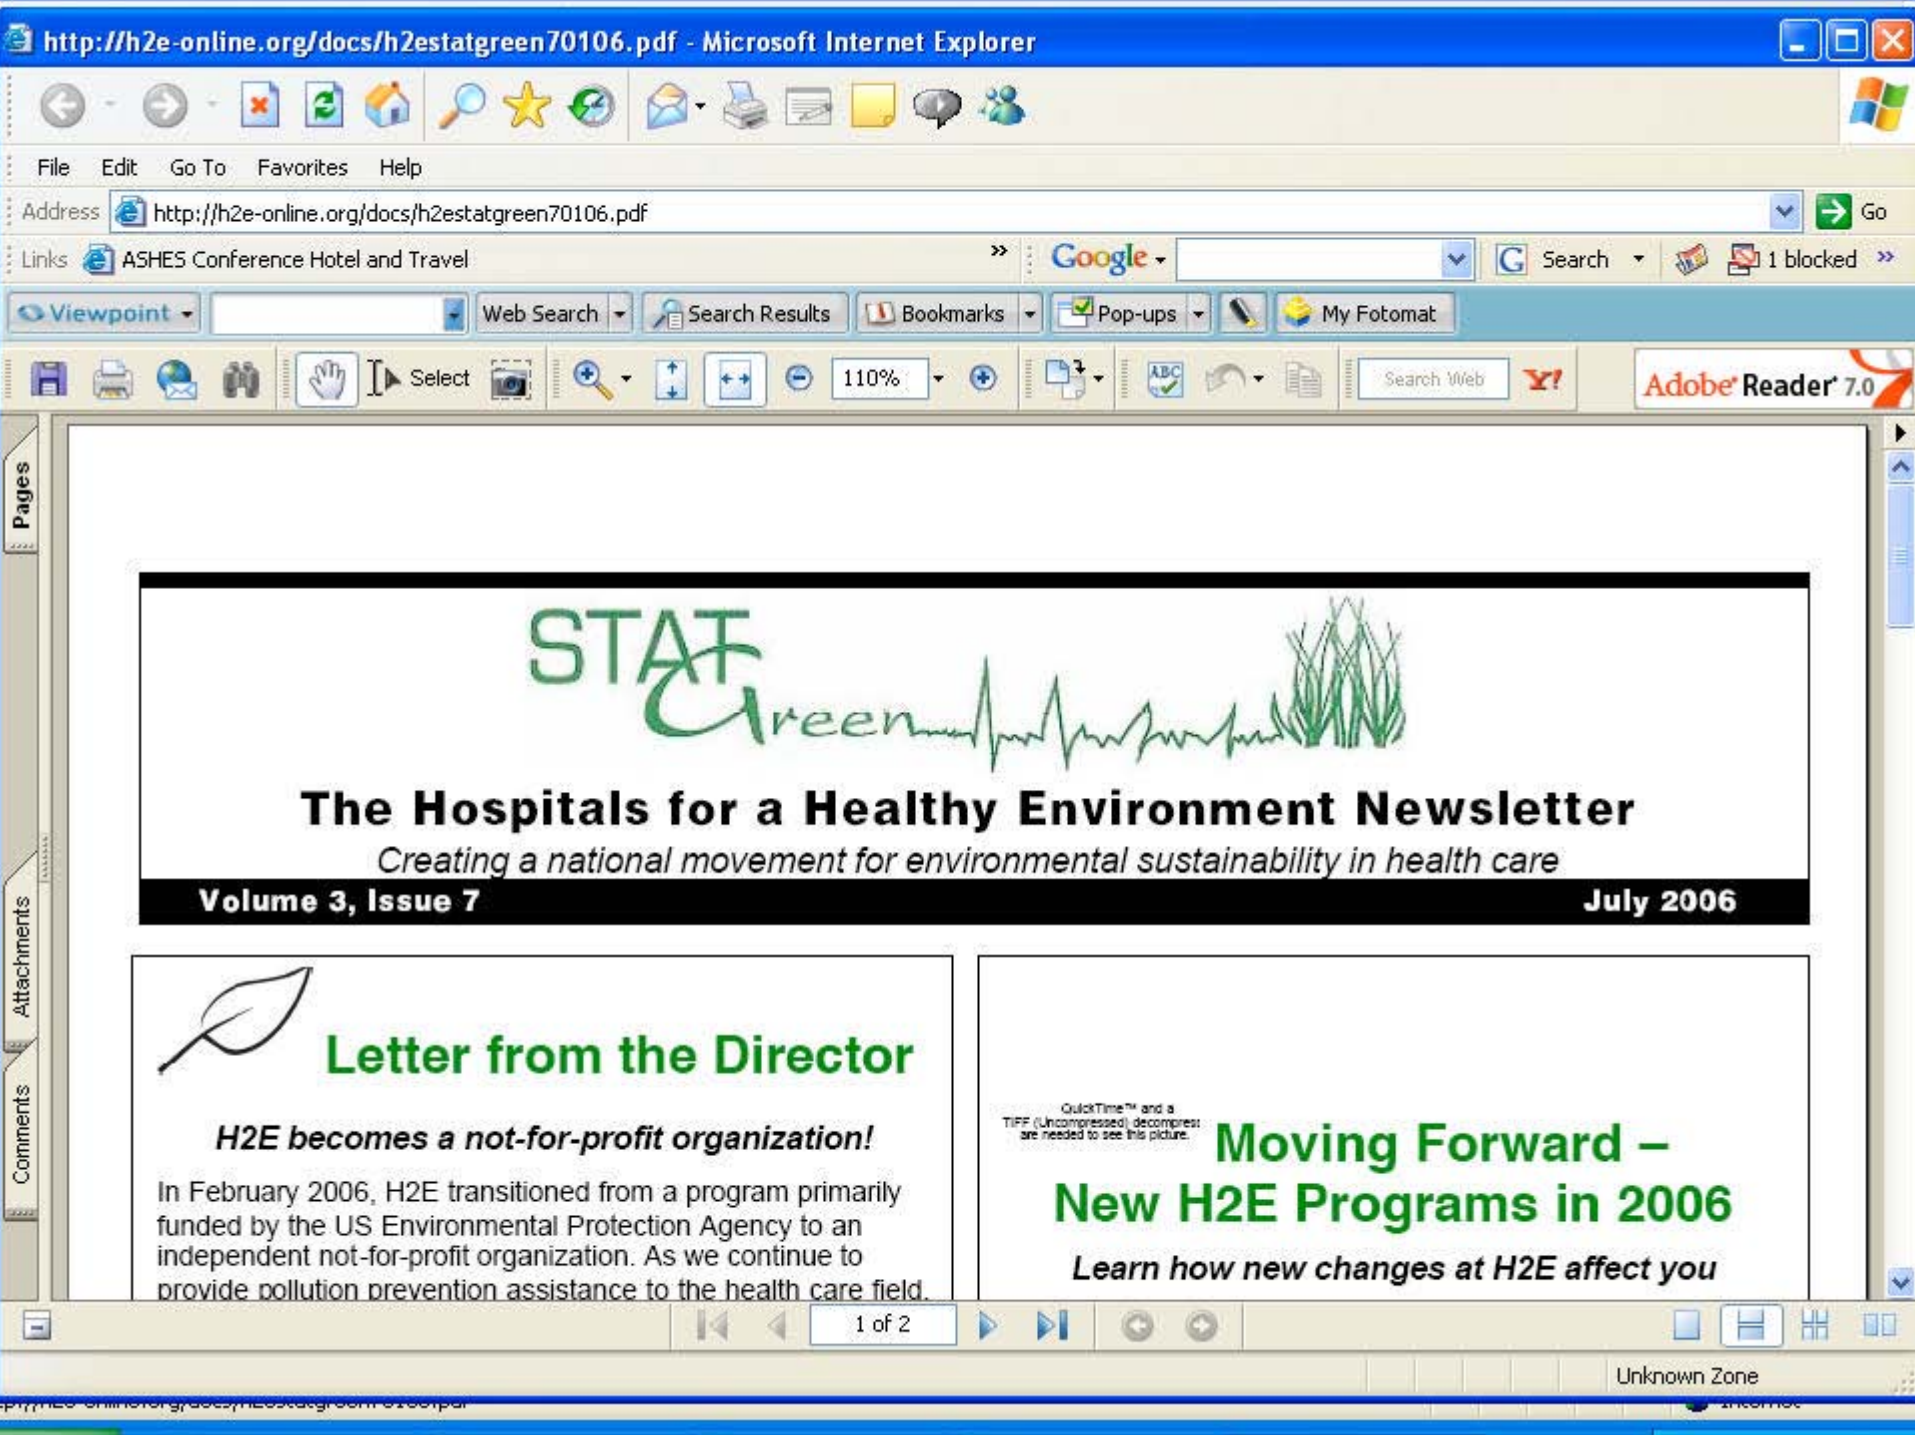 http://h2e-online.org/docs/h2estatgreen70106.pdf - Microsoft Internet Explorer
File Edit Go To Favorites Help
Address http://h2e-online.org/docs/h2estatgreen70106.pdf Go
Links ASHES Conference Hotel and Travel » Google Search 1 blocked »
Viewpoint Web Search Search Results Bookmarks Pop-ups My Fotomat
Select 110% ABC Search Web Y! Adobe Reader 7.0
Pages
Attachments
Comments
STAT
Green
The Hospitals for a Healthy Environment Newsletter
Creating a national movement for environmental sustainability in health care
Volume 3, Issue 7 July 2006
Letter from the Director
H2E becomes a not-for-profit organization!
In February 2006, H2E transitioned from a program primarily
funded by the US Environmental Protection Agency to an
independent not-for-profit organization. As we continue to
provide pollution prevention assistance to the health care field,
QuickTime™ and a
TIFF (Uncompressed) decompres
are needed to see this picture.
Moving Forward –
New H2E Programs in 2006
Learn how new changes at H2E affect you
1 of 2
Unknown Zone